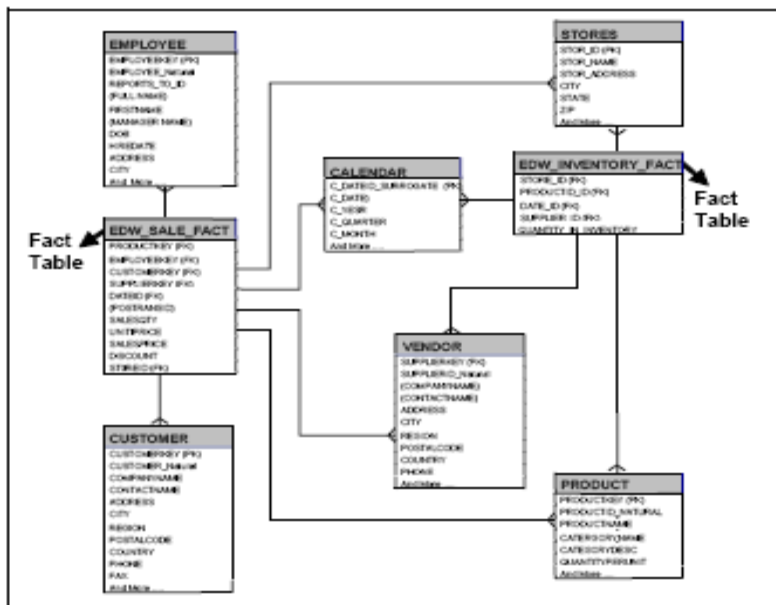 EMPLOYEE
EMPLOYEEKEY (PK)
EMPLOYEE_Natural
REPORTS_TO_ID
(FULL NAME)
FIRSTNAME
(MANAGER NAME)
DOB
HIREDATE
ADDRESS
CITY
And More ....
STORES
STOR_ID (PK)
STOR_NAME
STOR_ADDRESS
CITY
STATE
ZIP
And More ....
CALENDAR
C_DATEID_SURROGATE (PK)
C_DATE)
C_YEAR
C_QUARTER
C_MONTH
And More ....
EDW_INVENTORY_FACT
STORE_ID (FK)
PRODUCTID_ID (FK)
DATE_ID (FK)
SUPPLIER_ID (FK)
QUANTITY_IN_INVENTORY
Fact
Table
Fact
Table
EDW_SALE_FACT
PRODUCTKEY (FK)
EMPLOYEEKEY (FK)
CUSTOMERKEY (FK)
SUPPLIERKEY (FK)
DATEID (FK)
(POSTRANSID)
SALESQTY
UNITPRICE
SALESPRICE
DISCOUNT
STOREID (FK)
VENDOR
SUPPLIERKEY (PK)
SUPPLIERID_Natural
(COMPANYNAME)
(CONTACTNAME)
ADDRESS
CITY
REGION
POSTALCODE
COUNTRY
PHONE
And More ....
CUSTOMER
CUSTOMERKEY (PK)
CUSTOMER_Natural
COMPANYNAME
CONTACTNAME
ADDRESS
CITY
REGION
POSTALCODE
COUNTRY
PHONE
FAX
And More ....
PRODUCT
PRODUCTKEY (PK)
PRODUCTID_NATURAL
PRODUCTNAME
CATERGORYNAME
CATEGORYDESC
QUANTITYPERUNIT
And More ....